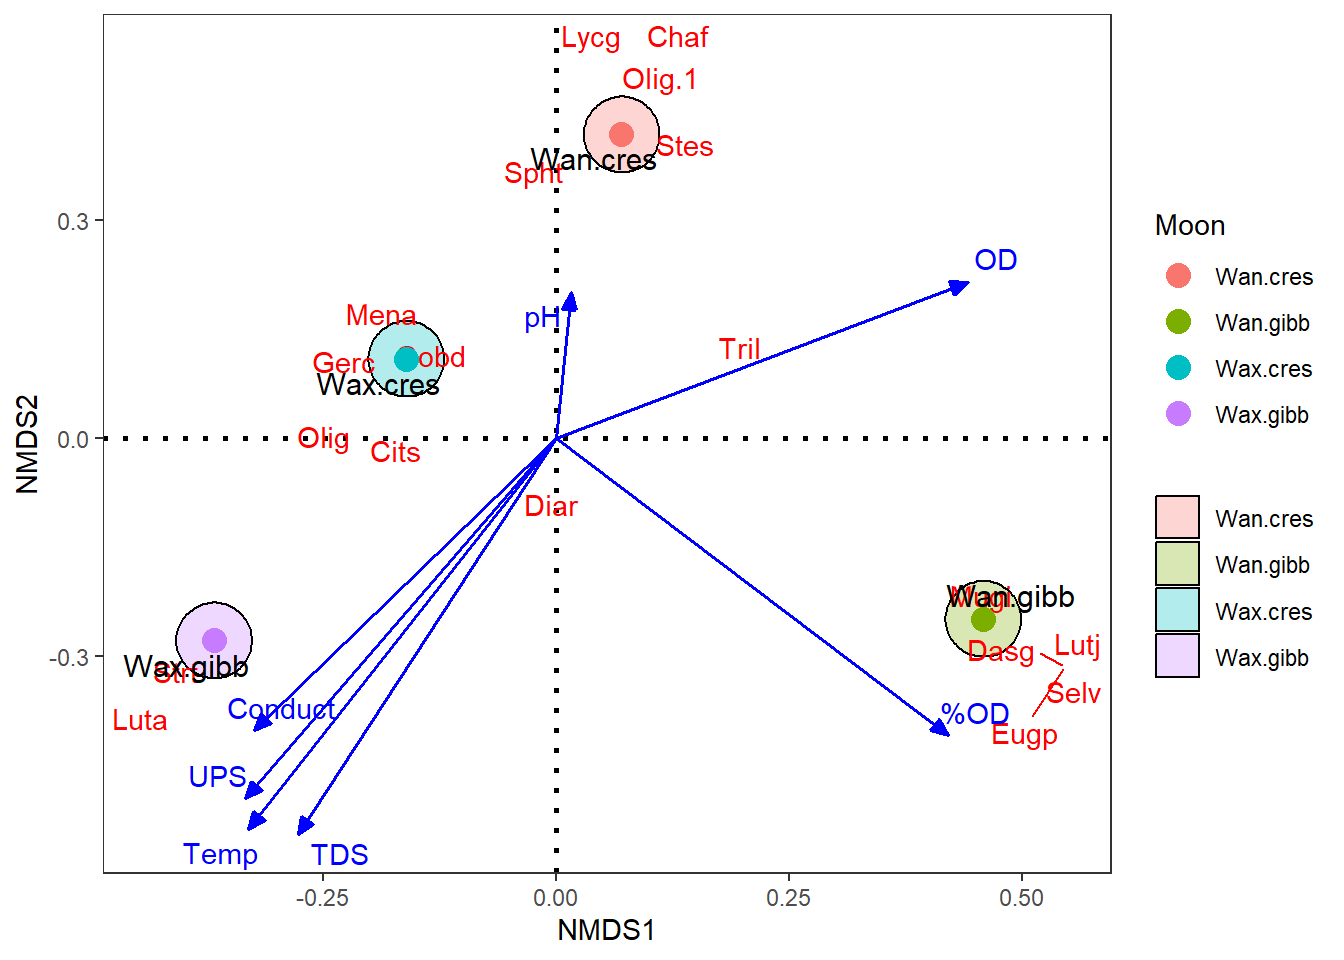 Lycg
Chaf
Olig.1
Stes
Wan.cres
Spht
0.3
OD
pH
Mena
Tril
Gerc
Wax.cres
0.0
Olig
Cits
NMDS2
Diar
Mugi
Wan.gibb
Lutj
Dasg
-0.3
Wax.gibb
Selv
Conduct
Luta
%OD
Eugp
UPS
Temp
TDS
-0.25
0.00
0.25
0.50
NMDS1
Moon
Wan.cres
Wan.gibb
Wax.cres
Wax.gibb
Wan.cres
Wan.gibb
Wax.cres
Wax.gibb